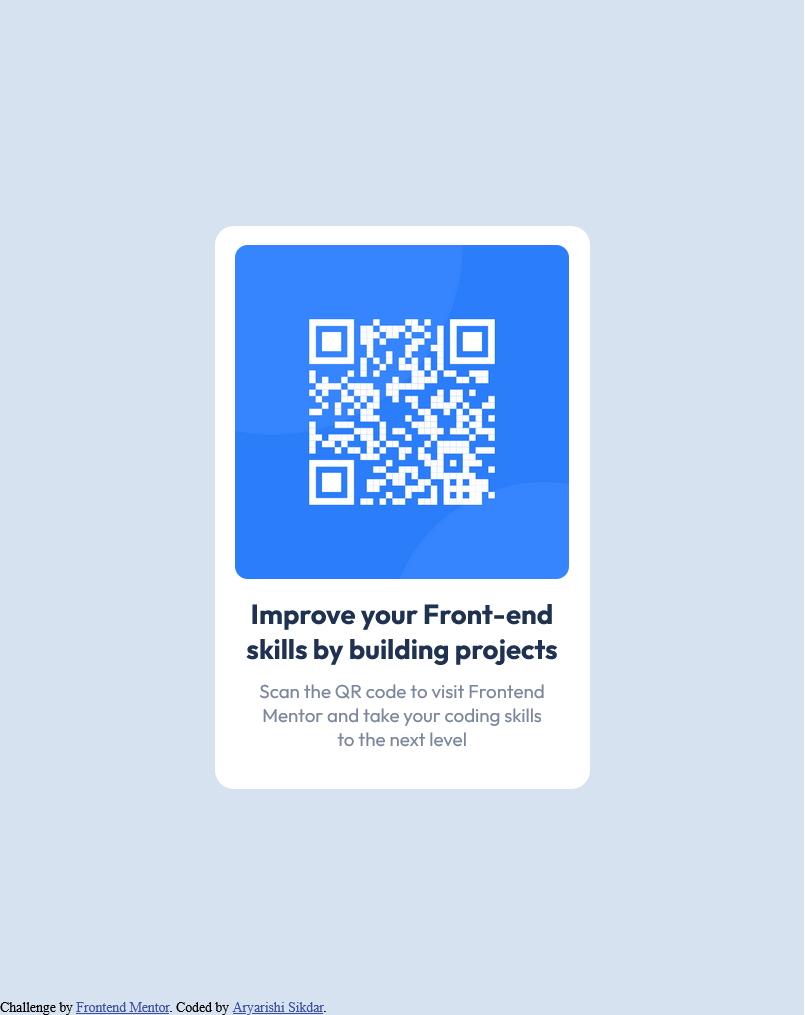 Improve your Front-end
skills by building projects
Scan the QR code to visit Frontend
Mentor and take your coding skills
to the next level
Challenge by Frontend Mentor. Coded by Aryarishi Sikdar.